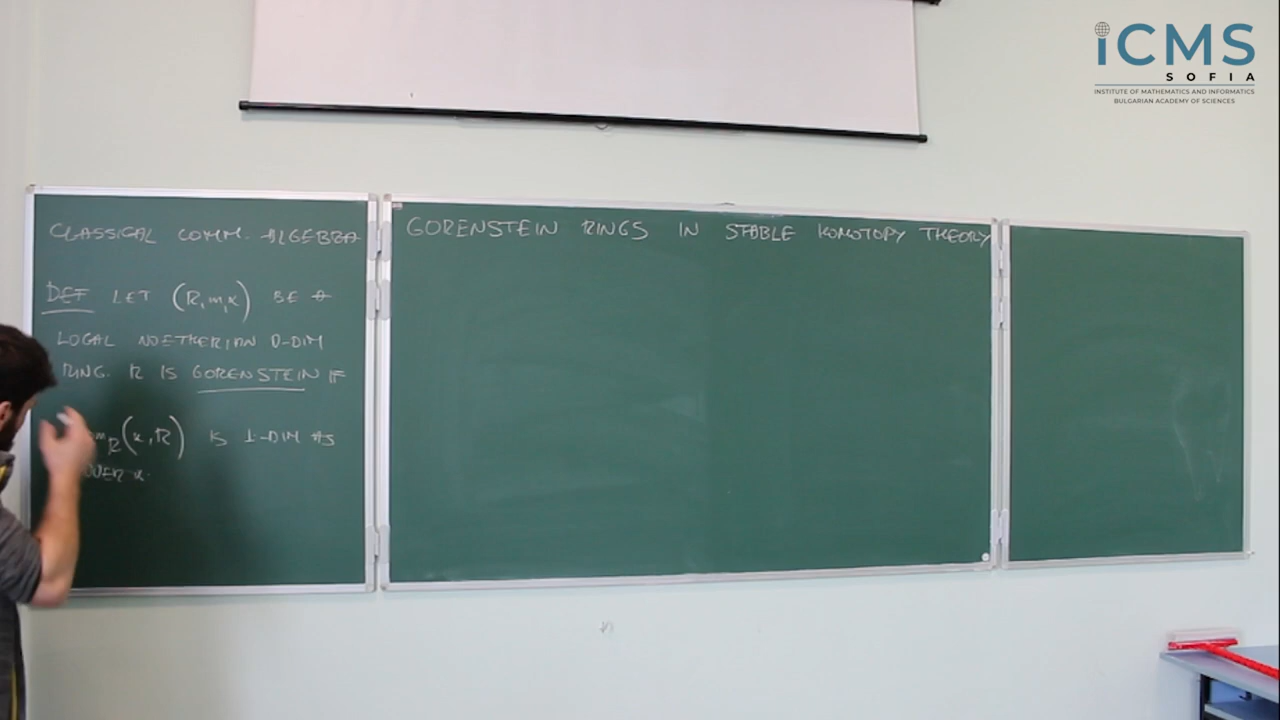 iCMS
SOFIA
INSTITUTE OF MATHEMATICS AND INFORMATICS
BULGARIAN ACADEMY OF SCIENCES
CLASSICAL COMM. ALGEBRA
DEF LET (R, m, k) BE A
LOCAL NOETHERIAN 0-DIM
RING. R IS GORENSTEIN IF
(k, R) IS 1-DIM AS
OVER k.
GORENSTEIN RINGS IN STABLE HOMOTOPY THEORY